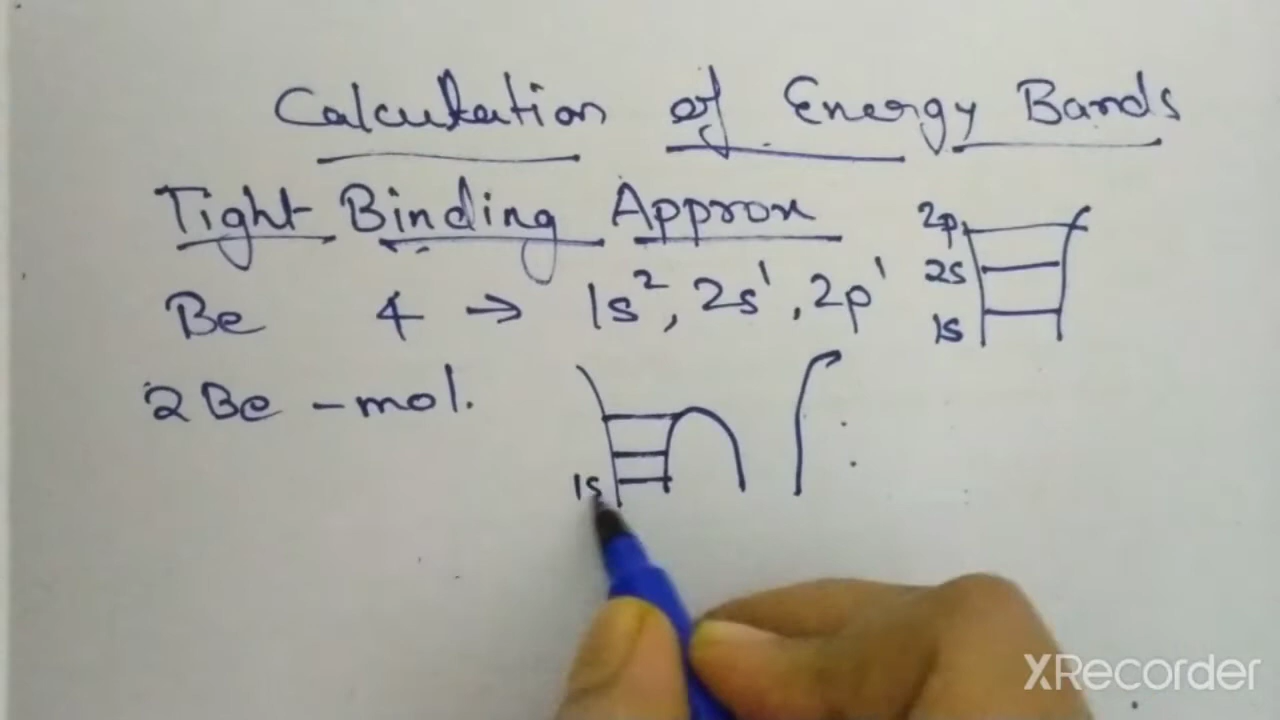 Calculation of Energy Bands
Tight Binding Approx
2p
2s
1s
Be 4 → 1s², 2s¹, 2p¹
2Be - mol.
1s
XRecorder